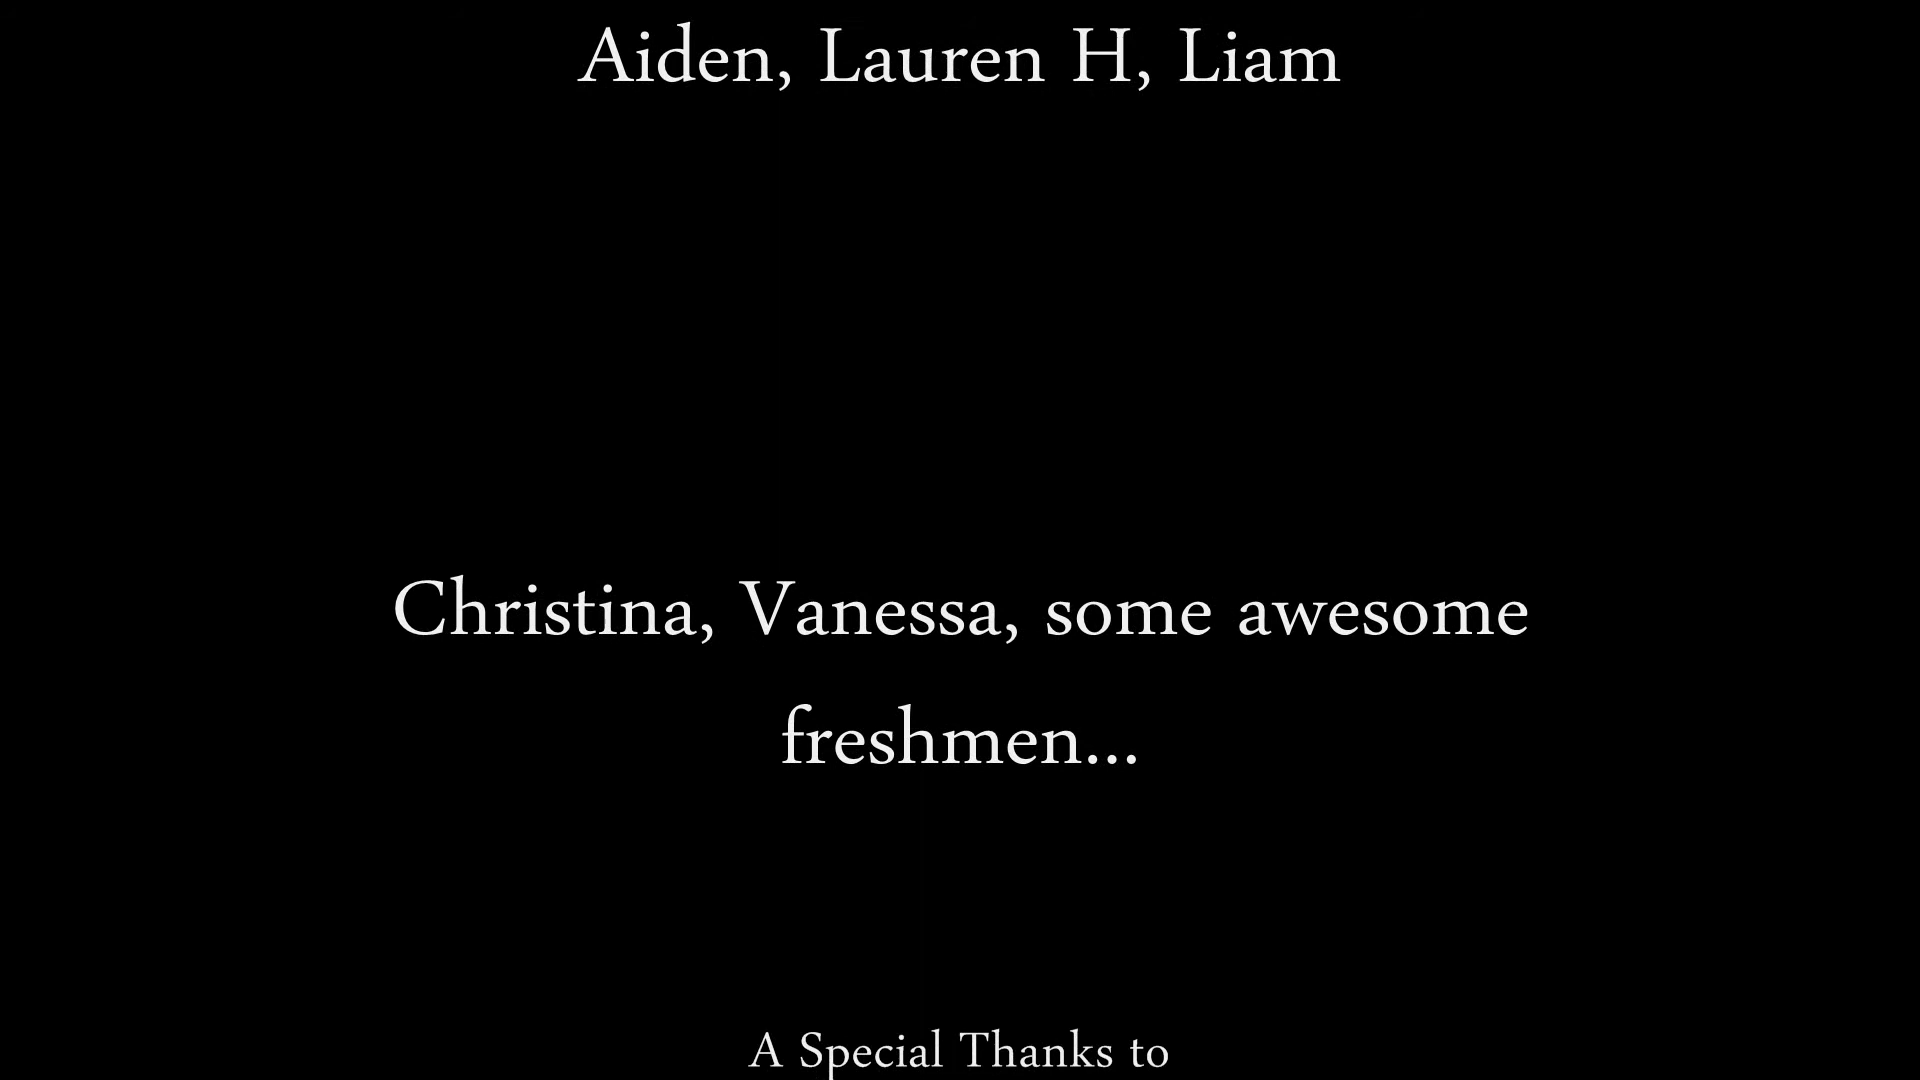 Aiden, Lauren H, Liam
Christina, Vanessa, some awesome
freshmen...
A Special Thanks to